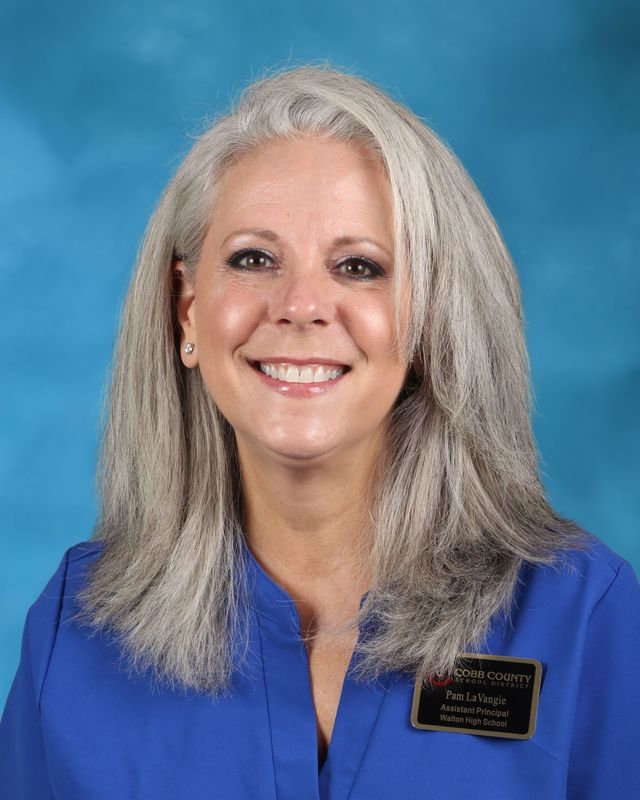 COBB COUNTY
SCHOOL DISTRICT
Pam LaVangie
Assistant Principal
Walton High School